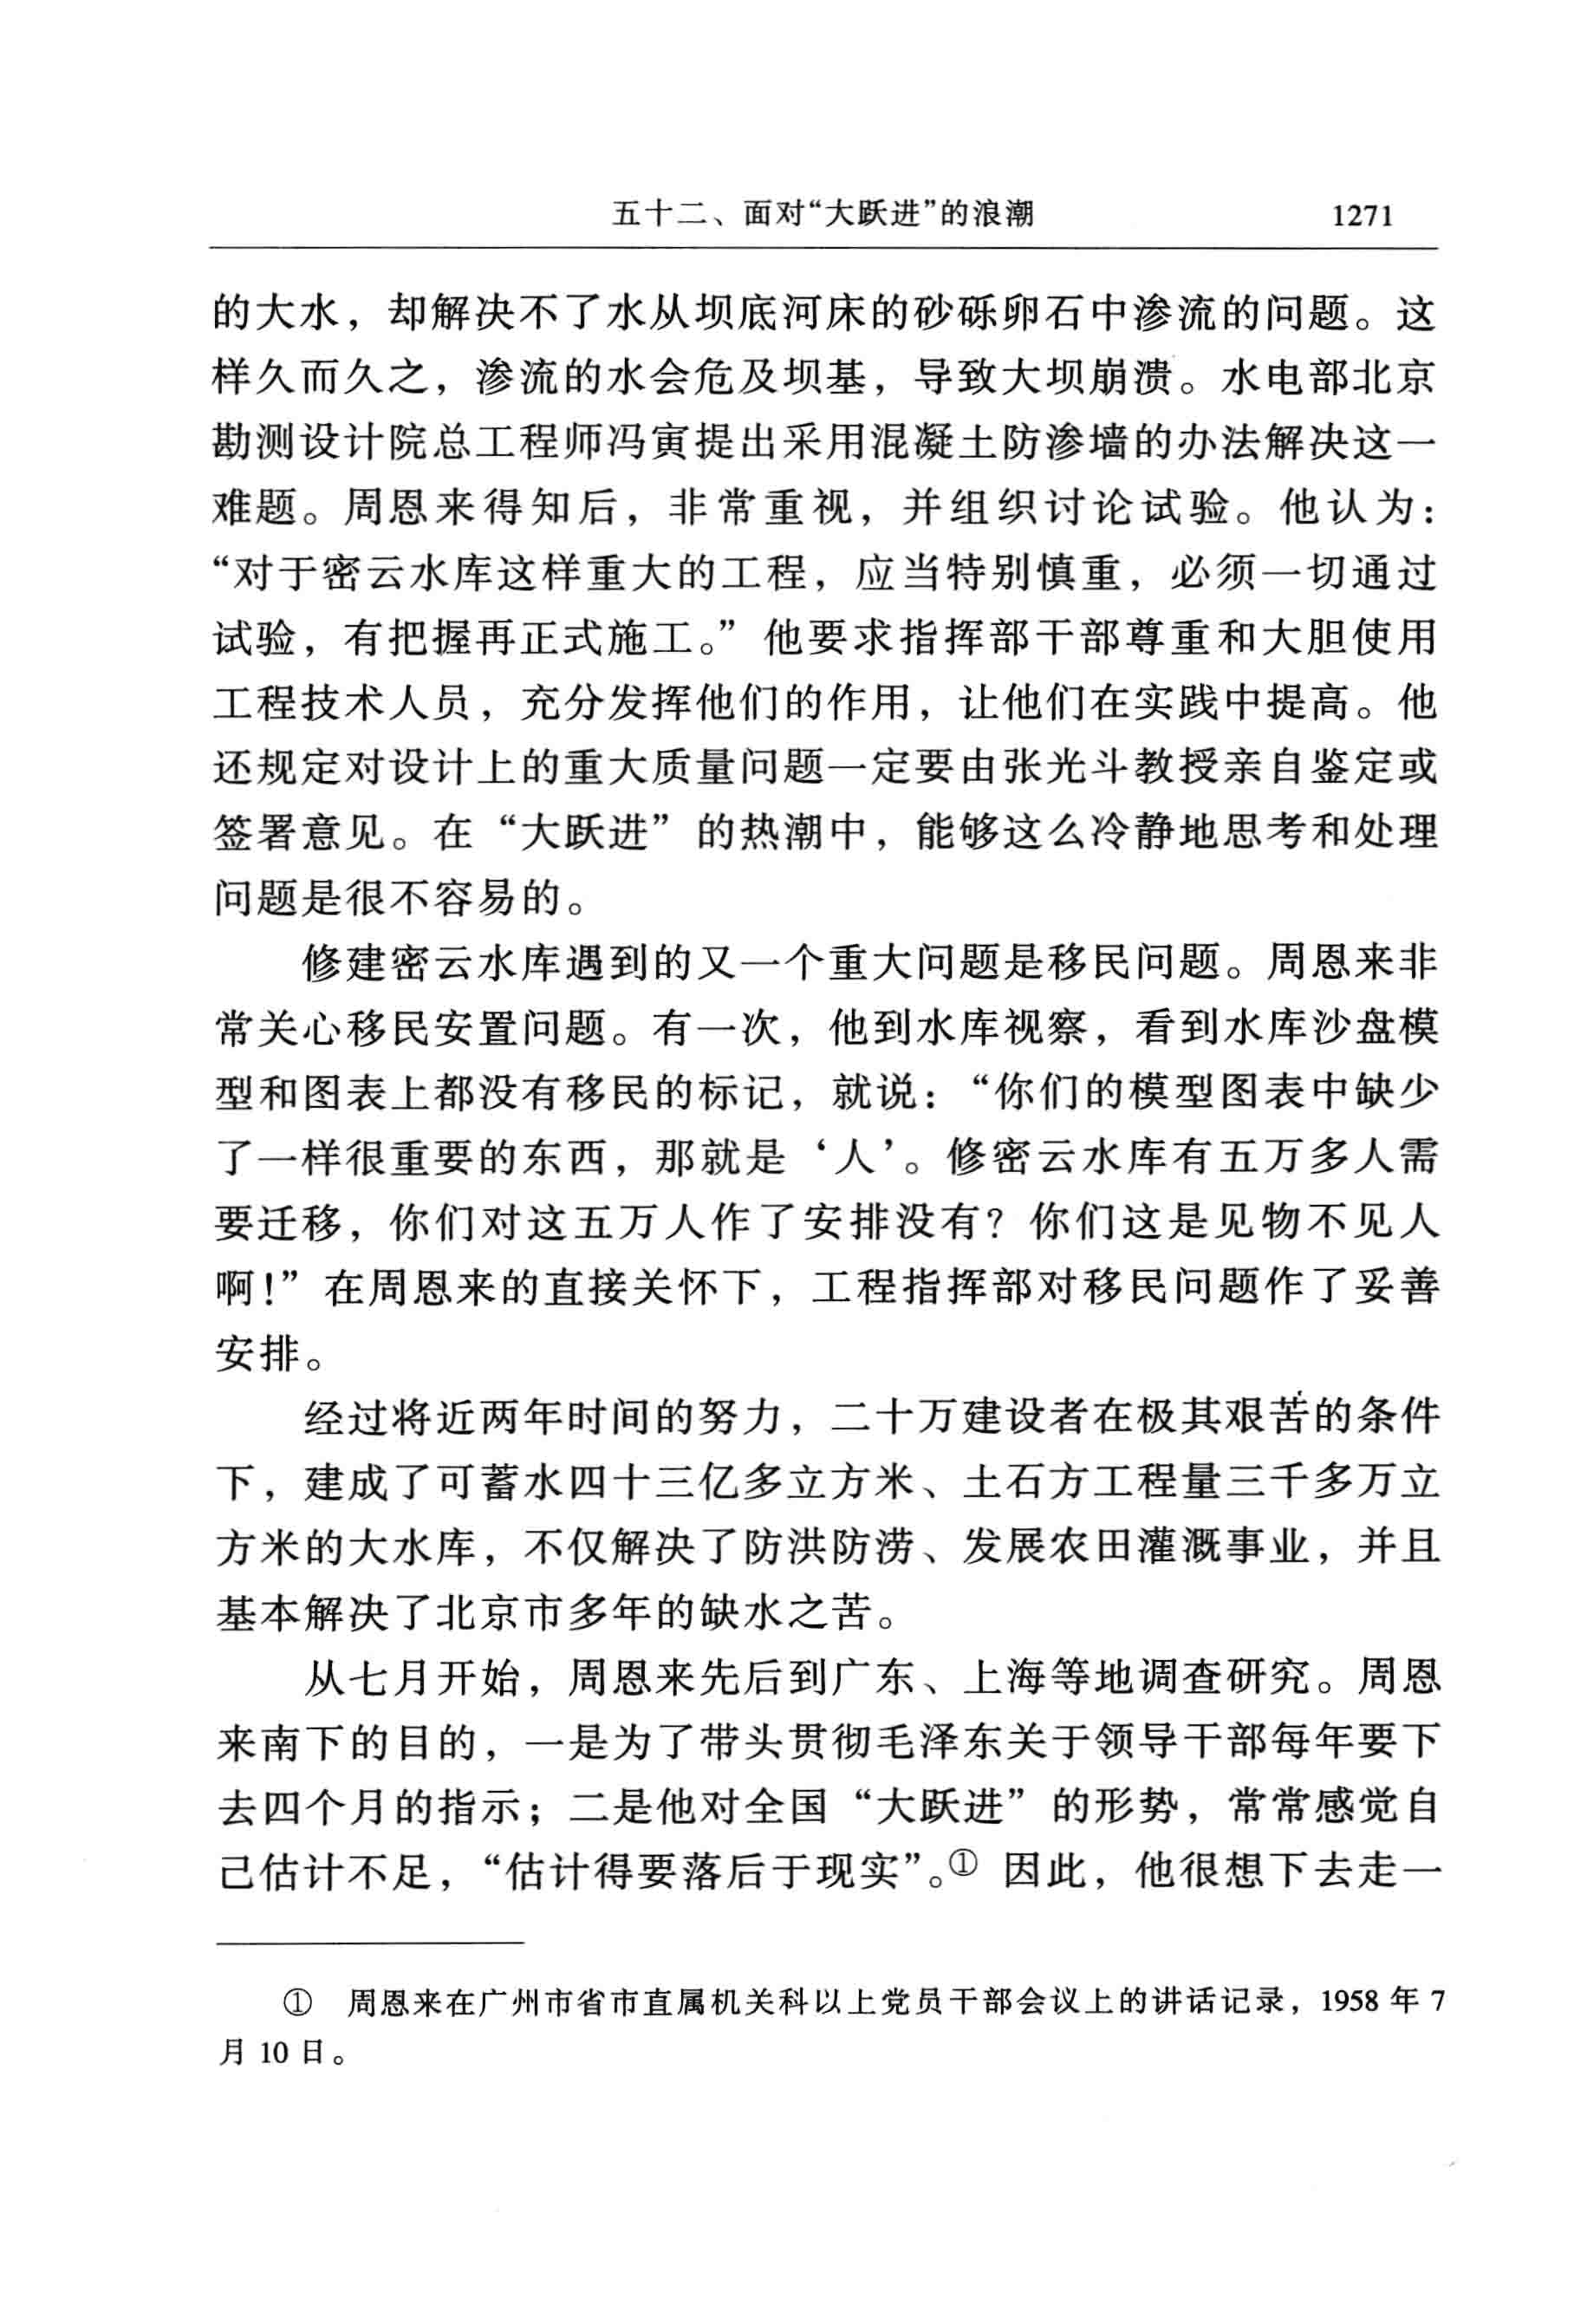 五十二、面对“大跃进”的浪潮 1271
的大水，却解决不了水从坝底河床的砂砾卵石中渗流的问题。这
样久而久之，渗流的水会危及坝基，导致大坝崩溃。水电部北京
勘测设计院总工程师冯寅提出采用混凝土防渗墙的办法解决这一
难题。周恩来得知后，非常重视，并组织讨论试验。他认为：
“对于密云水库这样重大的工程，应当特别慎重，必须一切通过
试验，有把握再正式施工。”他要求指挥部干部尊重和大胆使用
工程技术人员，充分发挥他们的作用，让他们在实践中提高。他
还规定对设计上的重大质量问题一定要由张光斗教授亲自鉴定或
签署意见。在“大跃进”的热潮中，能够这么冷静地思考和处理
问题是很不容易的。
修建密云水库遇到的又一个重大问题是移民问题。周恩来非
常关心移民安置问题。有一次，他到水库视察，看到水库沙盘模
型和图表上都没有移民的标记，就说：“你们的模型图表中缺少
了一样很重要的东西，那就是‘人’。修密云水库有五万多人需
要迁移，你们对这五万人作了安排没有？你们这是见物不见人
啊！”在周恩来的直接关怀下，工程指挥部对移民问题作了妥善
安排。
经过将近两年时间的努力，二十万建设者在极其艰苦的条件
下，建成了可蓄水四十三亿多立方米、土石方工程量三千多万立
方米的大水库，不仅解决了防洪防涝、发展农田灌溉事业，并且
基本解决了北京市多年的缺水之苦。
从七月开始，周恩来先后到广东、上海等地调查研究。周恩
来南下的目的，一是为了带头贯彻毛泽东关于领导干部每年要下
去四个月的指示；二是他对全国“大跃进”的形势，常常感觉自
己估计不足，“估计得要落后于现实”。① 因此，他很想下去走一
① 周恩来在广州市省市直属机关科以上党员干部会议上的讲话记录，1958 年 7
月 10 日。